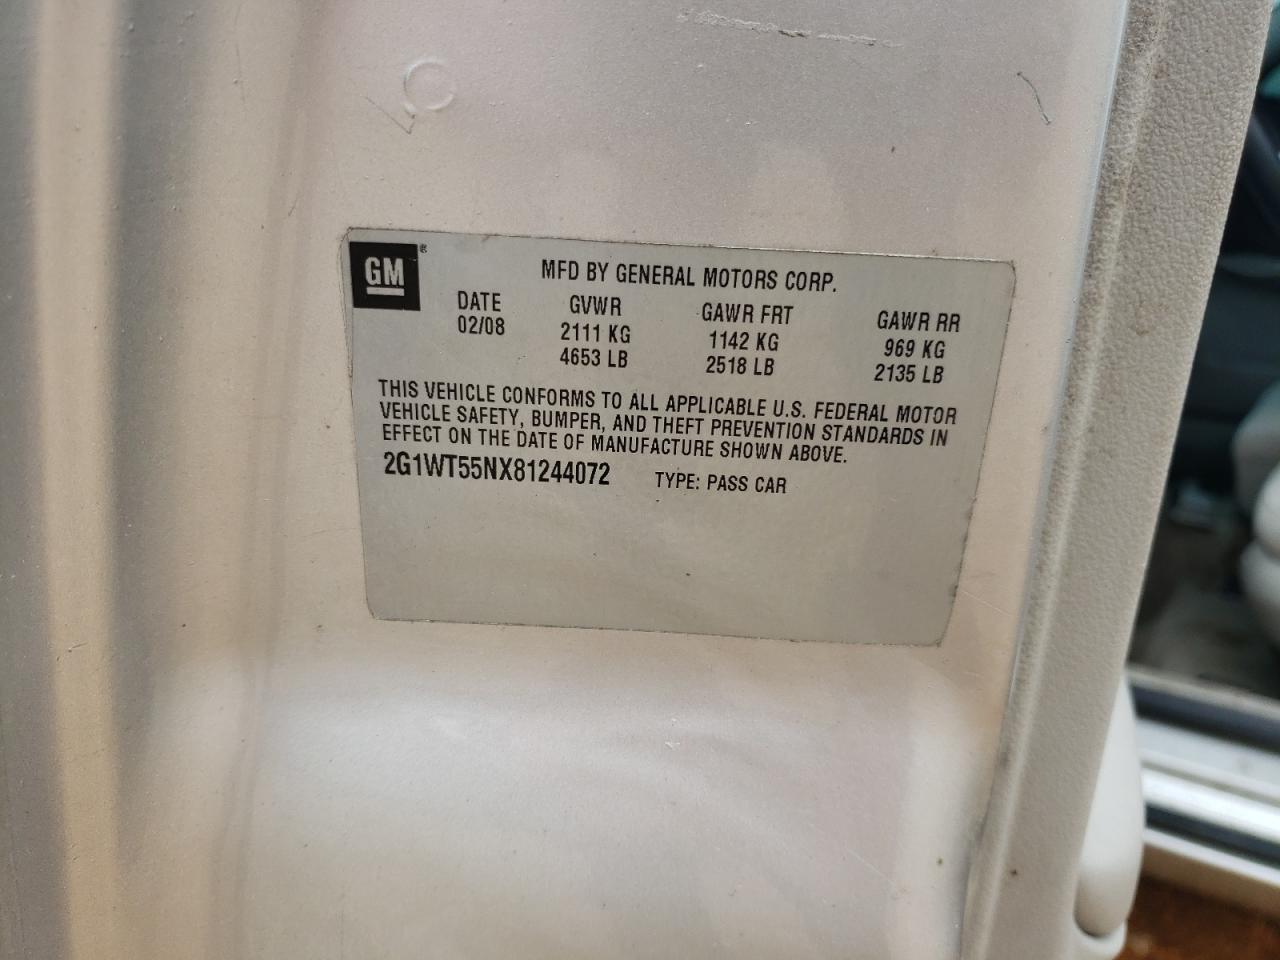 GM ®
MFD BY GENERAL MOTORS CORP.
DATE GVWR GAWR FRT GAWR RR
02/08 2111 KG 1142 KG 969 KG
4653 LB 2518 LB 2135 LB
THIS VEHICLE CONFORMS TO ALL APPLICABLE U.S. FEDERAL MOTOR
VEHICLE SAFETY, BUMPER, AND THEFT PREVENTION STANDARDS IN
EFFECT ON THE DATE OF MANUFACTURE SHOWN ABOVE.
2G1WT55NX81244072 TYPE: PASS CAR